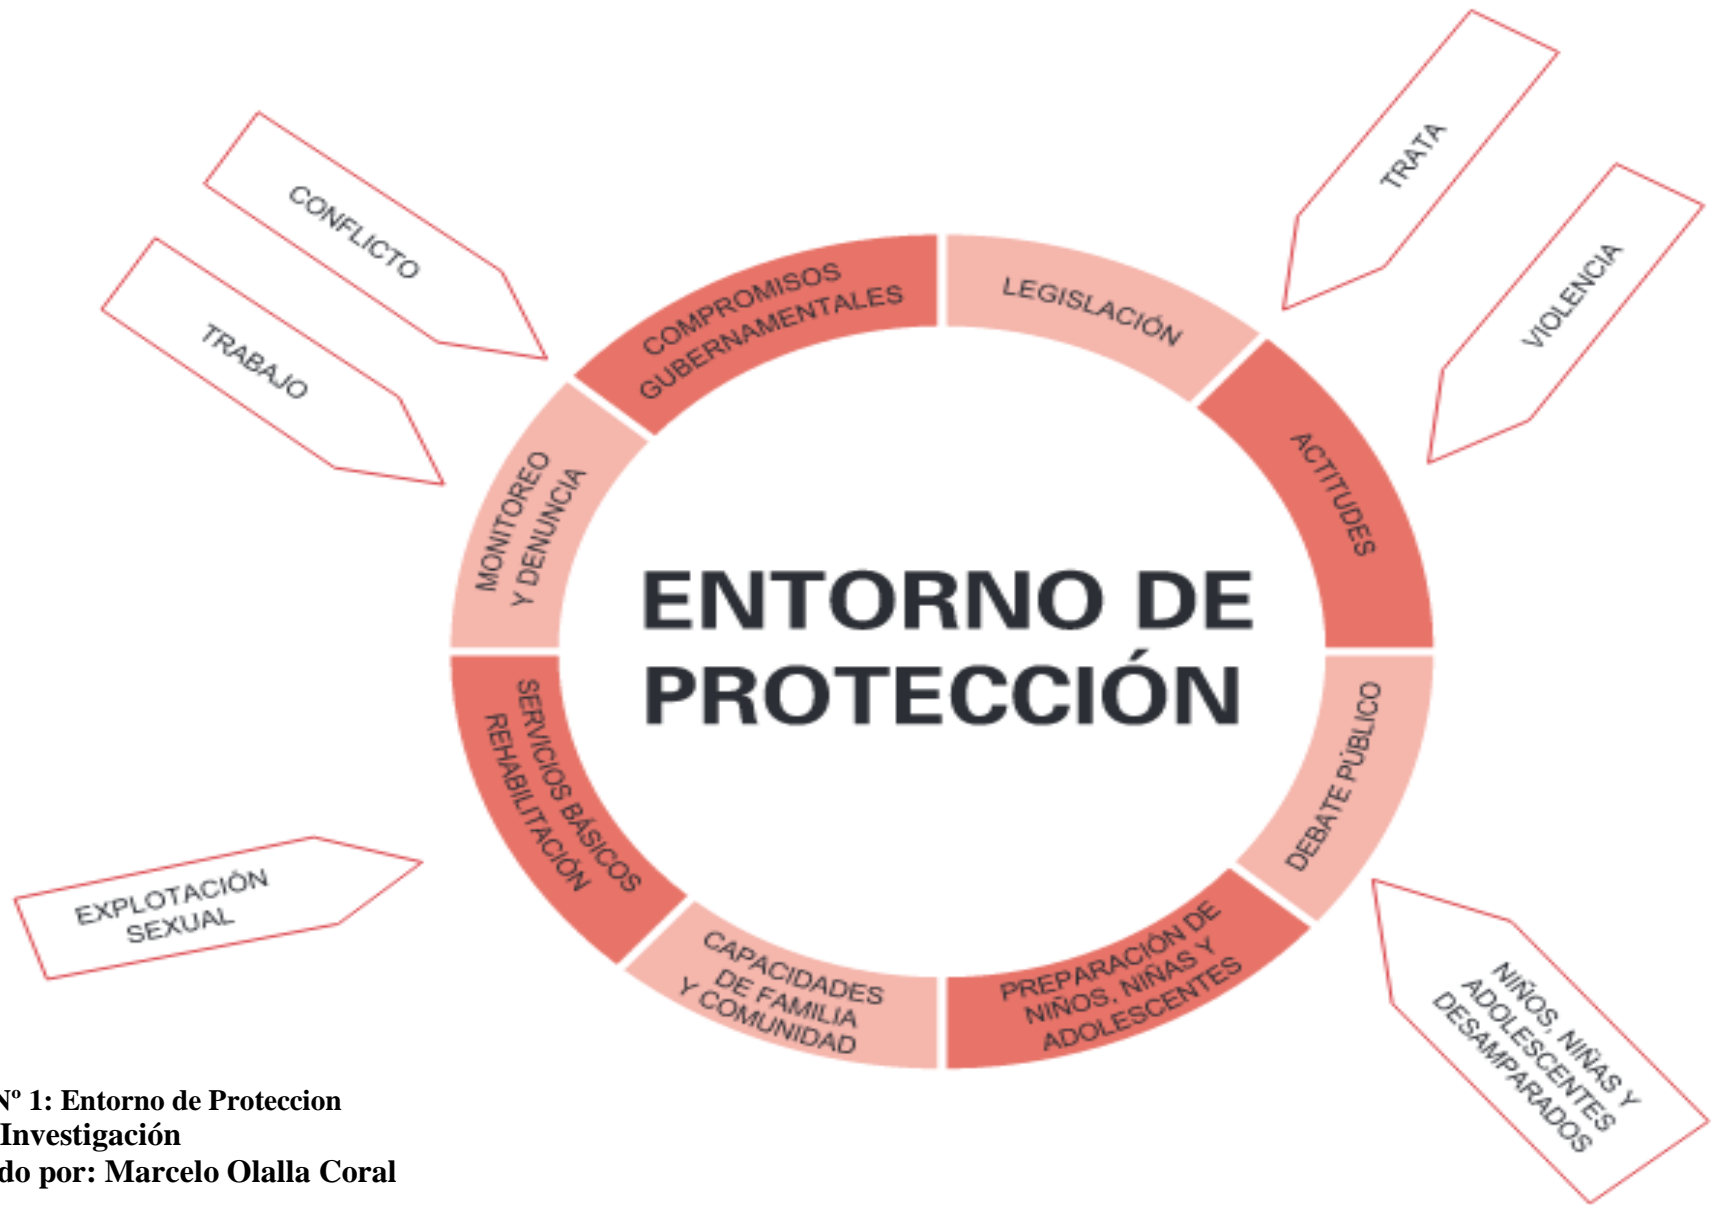 TRATA
CONFLICTO
VIOLENCIA
TRABAJO
COMPROMISOS
GUBERNAMENTALES
LEGISLACIÓN
ACTITUDES
MONITOREO
Y DENUNCIA
ENTORNO DE
PROTECCIÓN
SERVICIOS BÁSICOS
REHABILITACIÓN
DEBATE PÚBLICO
EXPLOTACIÓN
SEXUAL
CAPACIDADES
DE FAMILIA
Y COMUNIDAD
PREPARACIÓN DE
NIÑOS, NIÑAS Y
ADOLESCENTES
NIÑOS, NIÑAS Y
ADOLESCENTES
DESAMPARADOS
Nº 1: Entorno de Proteccion
Investigación
do por: Marcelo Olalla Coral